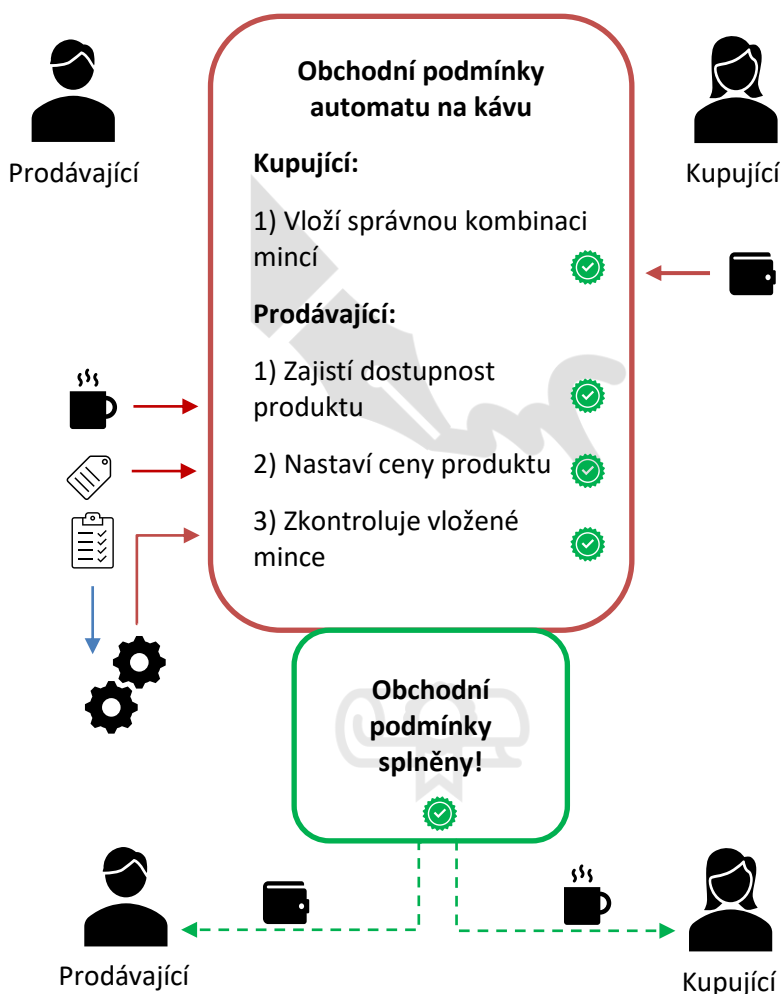 Obchodní podmínky
automatu na kávu
Prodávající
Kupující
Kupující:
1) Vloží správnou kombinaci
mincí
Prodávající:
1) Zajistí dostupnost
produktu
2) Nastaví ceny produktu
3) Zkontroluje vložené
mince
Obchodní
podmínky
splněny!
Prodávající
Kupující